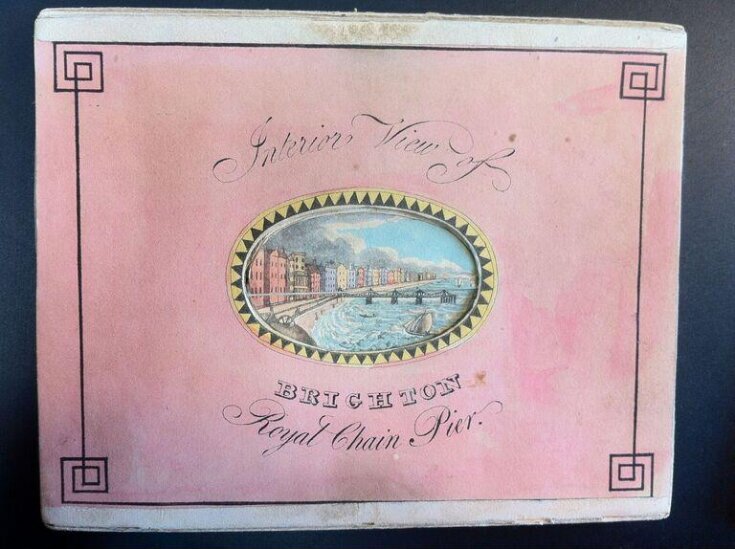 Interior View of
BRIGHTON
Royal Chain Pier.